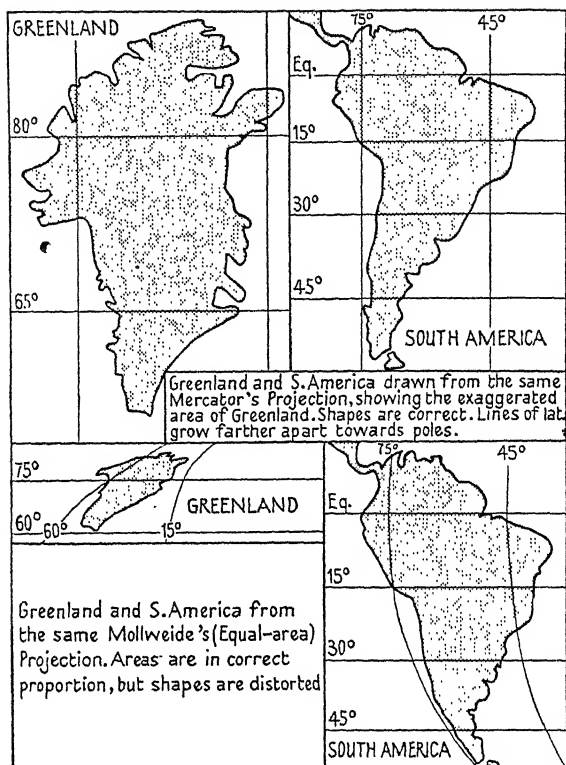 GREENLAND
80°
65°
75° 45°
Eq.
15°
30°
45°
SOUTH AMERICA
Greenland and S.America drawn from the same
Mercator's Projection, showing the exaggerated
area of Greenland. Shapes are correct. Lines of lat.
grow farther apart towards poles.
75°
60° 60° 15°
GREENLAND
Greenland and S.America from
the same Mollweide's (Equal-area)
Projection. Areas are in correct
proportion, but shapes are distorted
75° 45°
Eq.
15°
30°
45°
SOUTH AMERICA